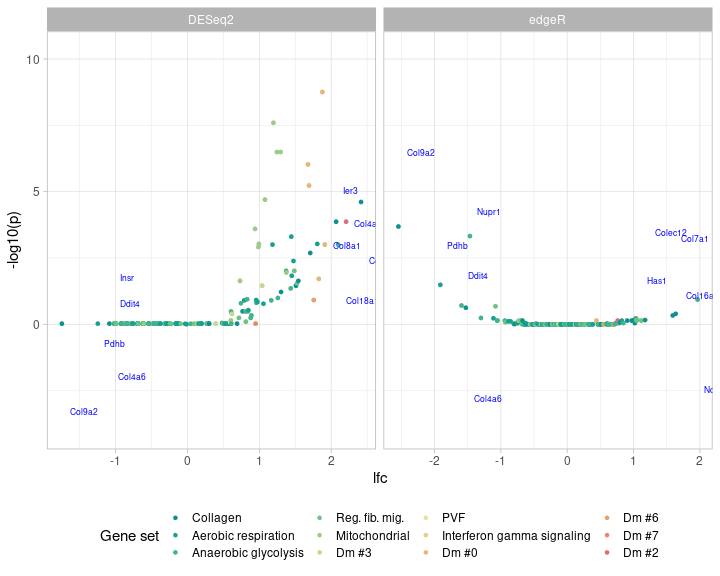 DESeq2 edgeR
10
5
0
-log10(p)
Ier3
Col4a
Col8a1
Col18a
Insr
Ddit4
Pdhb
Col4a6
Col9a2
Col9a2
Nupr1
Pdhb
Ddit4
Colec12
Col7a1
Has1
Col16a
Col4a6
-1 0 1 2 -2 -1 0 1 2
lfc
Gene set
Collagen Reg. fib. mig. PVF Dm #6
Aerobic respiration Mitochondrial Interferon gamma signaling Dm #7
Anaerobic glycolysis Dm #3 Dm #0 Dm #2